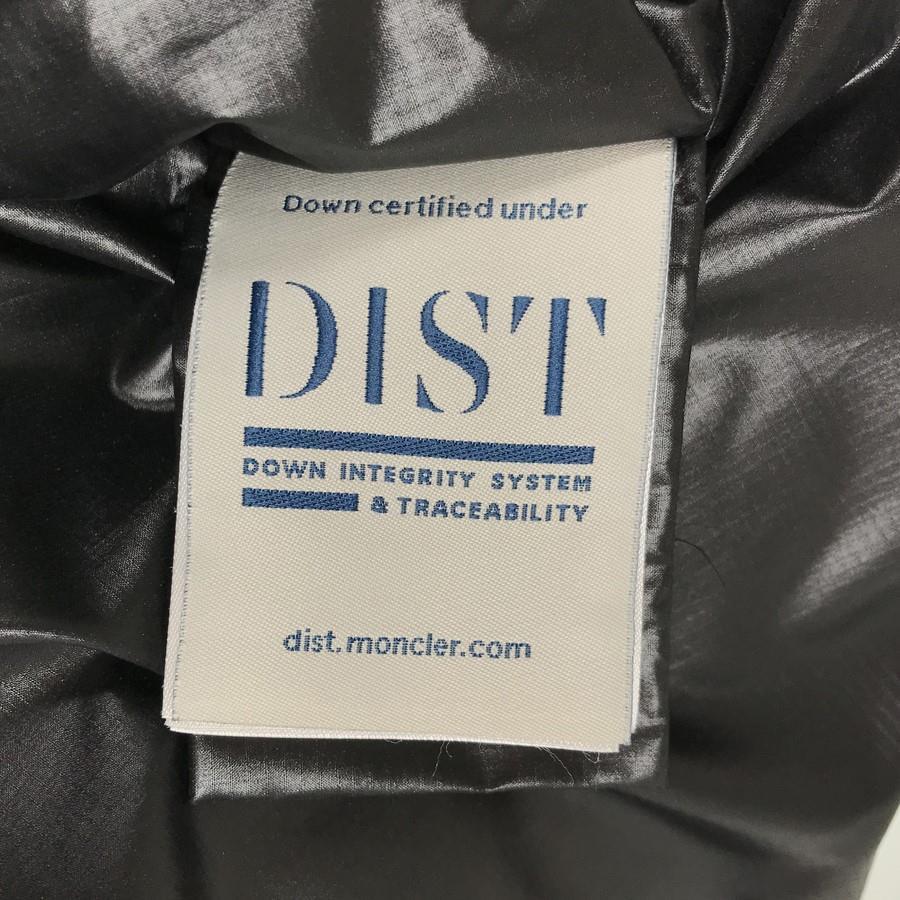 Down certified under
DIST
DOWN INTEGRITY SYSTEM
& TRACEABILITY
dist.moncler.com